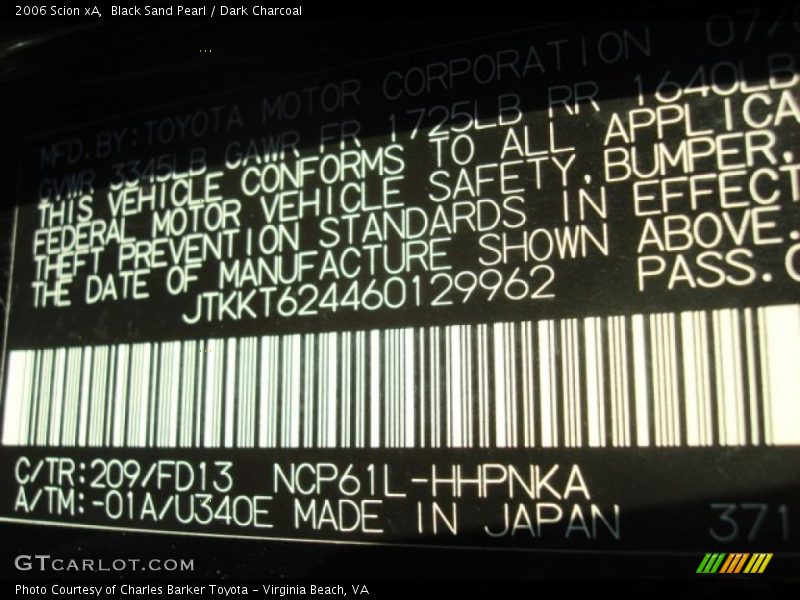 2006 Scion xA,  Black Sand Pearl / Dark Charcoal
MFD.BY:TOYOTA MOTOR CORPORATION 07/0
GVWR 3345LB GAWR FR 1725LB RR 1640LB
THIS VEHICLE CONFORMS TO ALL APPLICA
FEDERAL MOTOR VEHICLE SAFETY,BUMPER,
THEFT PREVENTION STANDARDS IN EFFECT
THE DATE OF MANUFACTURE SHOWN ABOVE.
JTKKT624460129962 PASS.C
C/TR:209/FD13 NCP61L-HHPNKA
A/TM:-01A/U340E MADE IN JAPAN 371
GTCARLOT.COM
Photo Courtesy of Charles Barker Toyota - Virginia Beach, VA